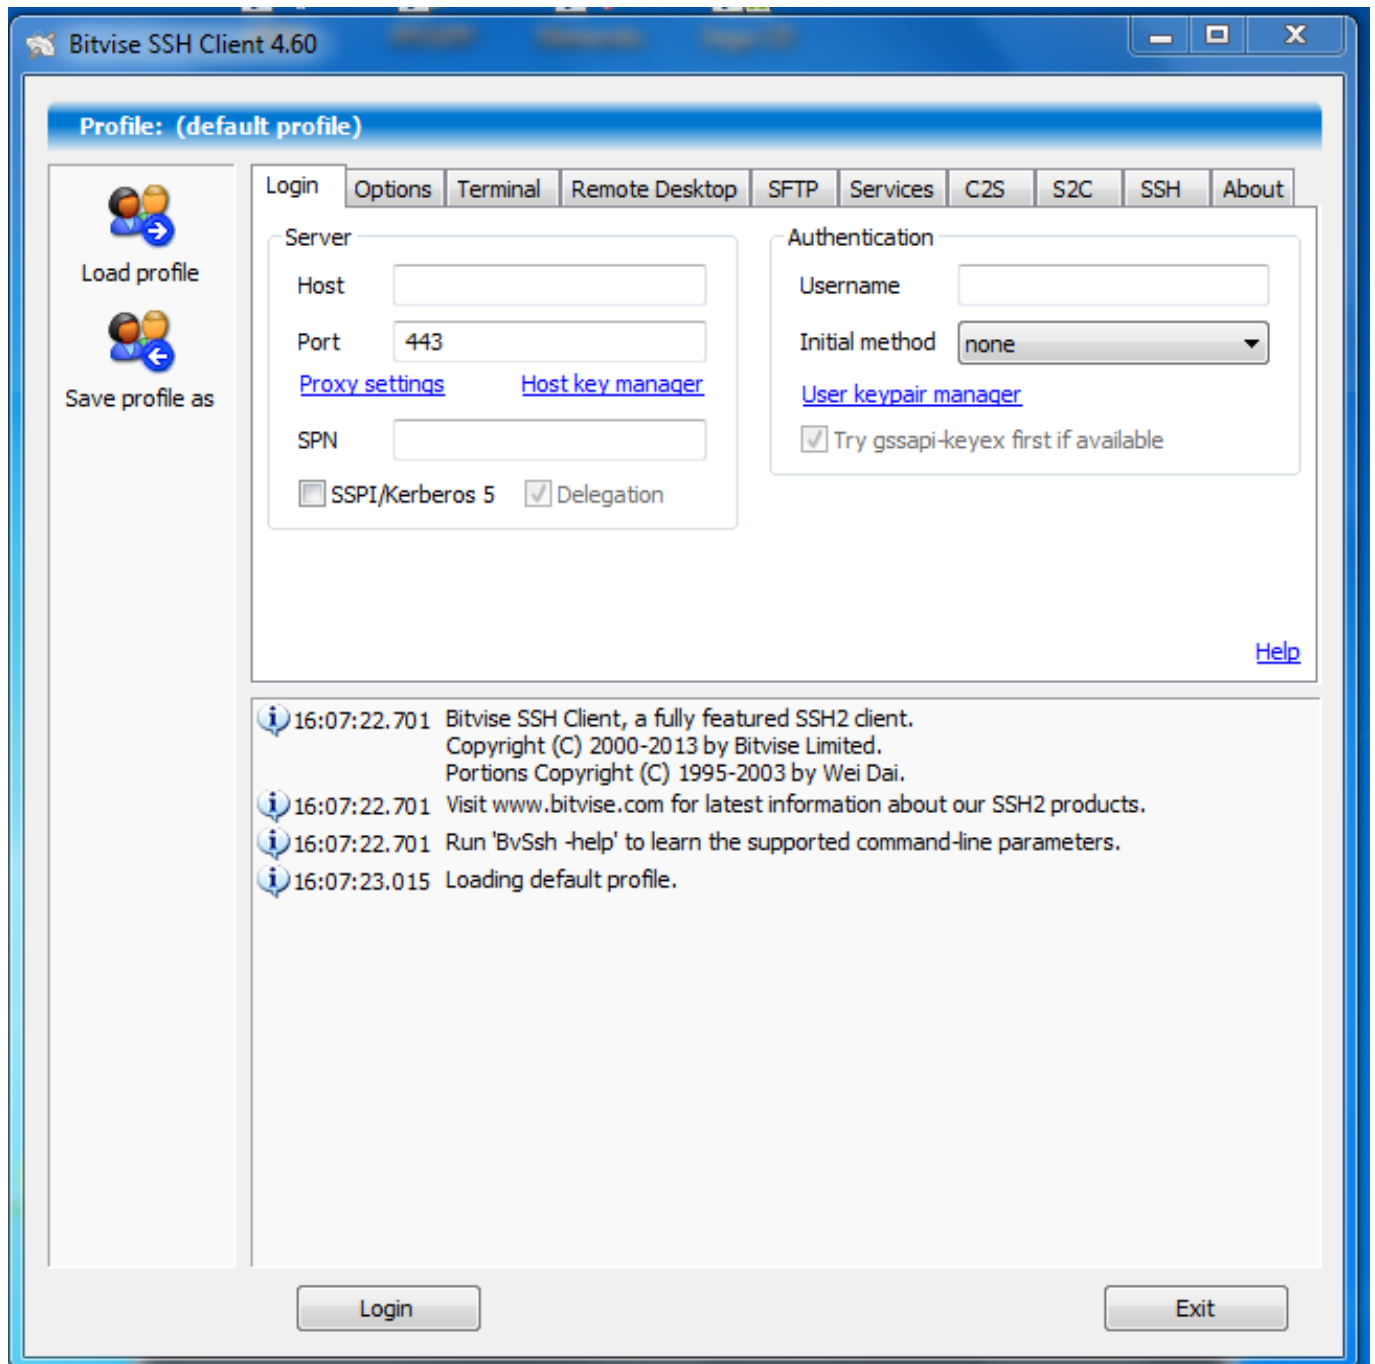 Bitvise SSH Client 4.60
Profile: (default profile)
Load profile
Save profile as
Login Options Terminal Remote Desktop SFTP Services C2S S2C SSH About
Server
Host
Port 443
Proxy settings Host key manager
SPN
SSPI/Kerberos 5 Delegation
Authentication
Username
Initial method none
User keypair manager
Try gssapi-keyex first if available
Help
16:07:22.701 Bitvise SSH Client, a fully featured SSH2 client.
Copyright (C) 2000-2013 by Bitvise Limited.
Portions Copyright (C) 1995-2003 by Wei Dai.
16:07:22.701 Visit www.bitvise.com for latest information about our SSH2 products.
16:07:22.701 Run 'BvSsh -help' to learn the supported command-line parameters.
16:07:23.015 Loading default profile.
Login Exit